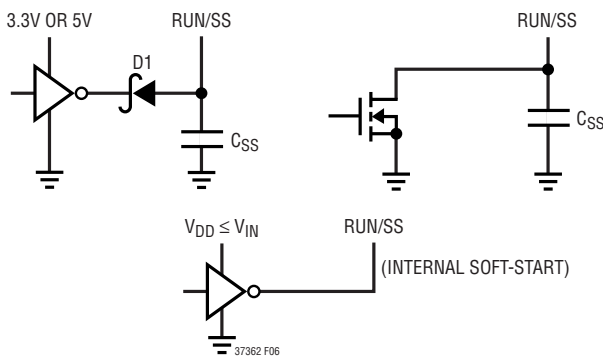 3.3V OR 5V
RUN/SS
D1
CSS
RUN/SS
CSS
VDD ≤ VIN
RUN/SS
(INTERNAL SOFT-START)
37362 F06